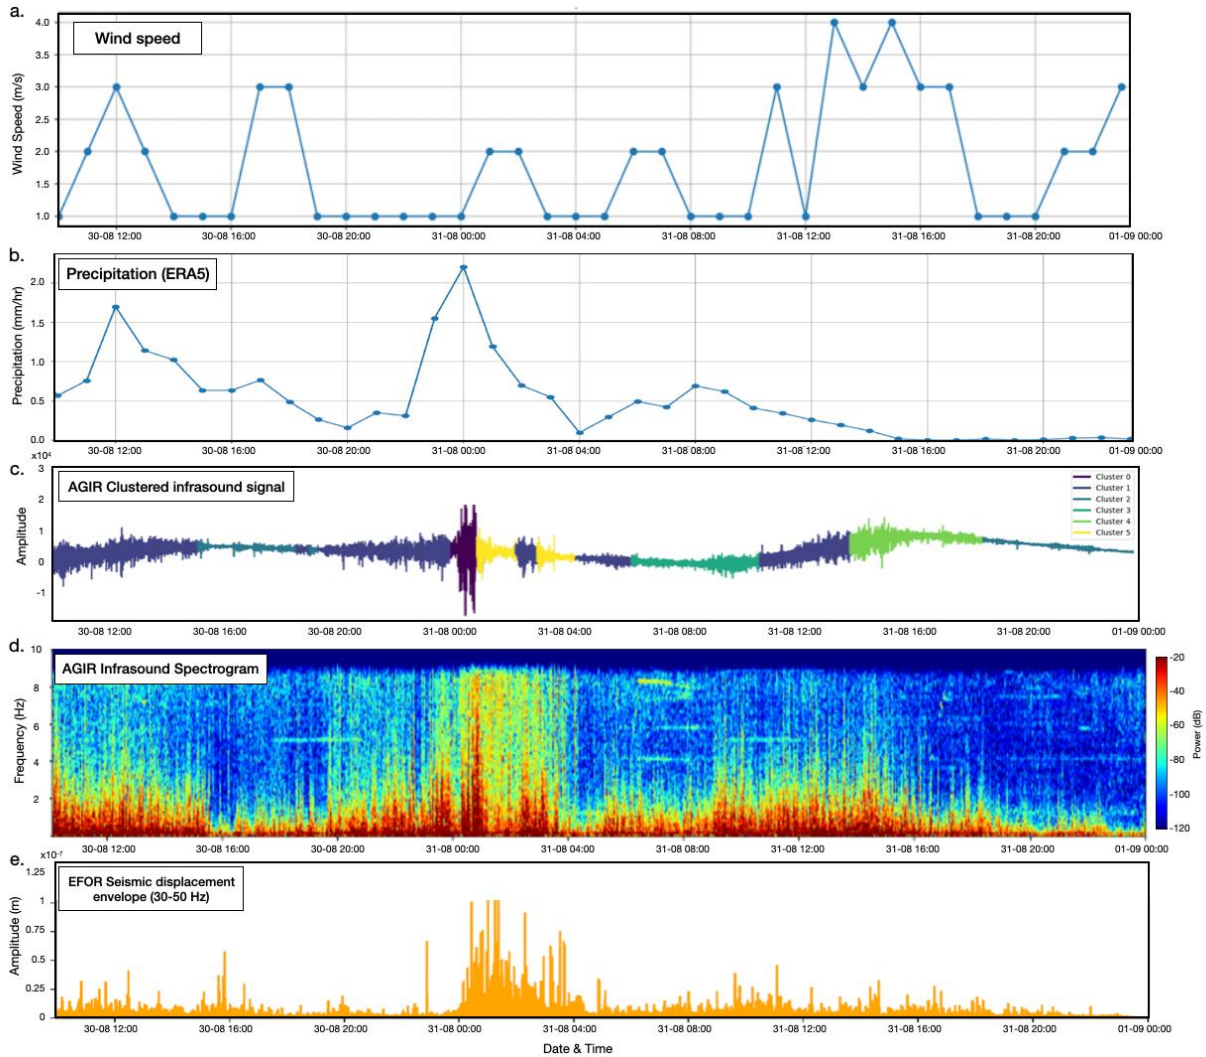 a.
Wind speed
Wind Speed (m/s)
4.0
3.5
3.0
2.5
2.0
1.5
1.0
30-08 12:00 30-08 16:00 30-08 20:00 31-08 00:00 31-08 04:00 31-08 08:00 31-08 12:00 31-08 16:00 31-08 20:00 01-09 00:00
b.
Precipitation (ERA5)
Precipitation (mm/hr)
2.0
1.5
1.0
0.5
0.0
30-08 12:00 30-08 16:00 30-08 20:00 31-08 00:00 31-08 04:00 31-08 08:00 31-08 12:00 31-08 16:00 31-08 20:00 01-09 00:00
x10⁴
c.
AGIR Clustered infrasound signal
Amplitude
3
2
1
0
-1
Cluster 0
Cluster 1
Cluster 2
Cluster 3
Cluster 4
Cluster 5
30-08 12:00 30-08 16:00 30-08 20:00 31-08 00:00 31-08 04:00 31-08 08:00 31-08 12:00 31-08 16:00 31-08 20:00 01-09 00:00
d.
AGIR Infrasound Spectrogram
Frequency (Hz)
10
8
6
4
2
-20
-40
-60
-80
-100
-120
Power (dB)
30-08 12:00 30-08 16:00 30-08 20:00 31-08 00:00 31-08 04:00 31-08 08:00 31-08 12:00 31-08 16:00 31-08 20:00 01-09 00:00
e.
x10⁻⁷
EFOR Seismic displacement
envelope (30-50 Hz)
Amplitude (m)
1.25
1
0.75
0.5
0.25
0
30-08 12:00 30-08 16:00 30-08 20:00 31-08 00:00 31-08 04:00 31-08 08:00 31-08 12:00 31-08 16:00 31-08 20:00 01-09 00:00
Date & Time